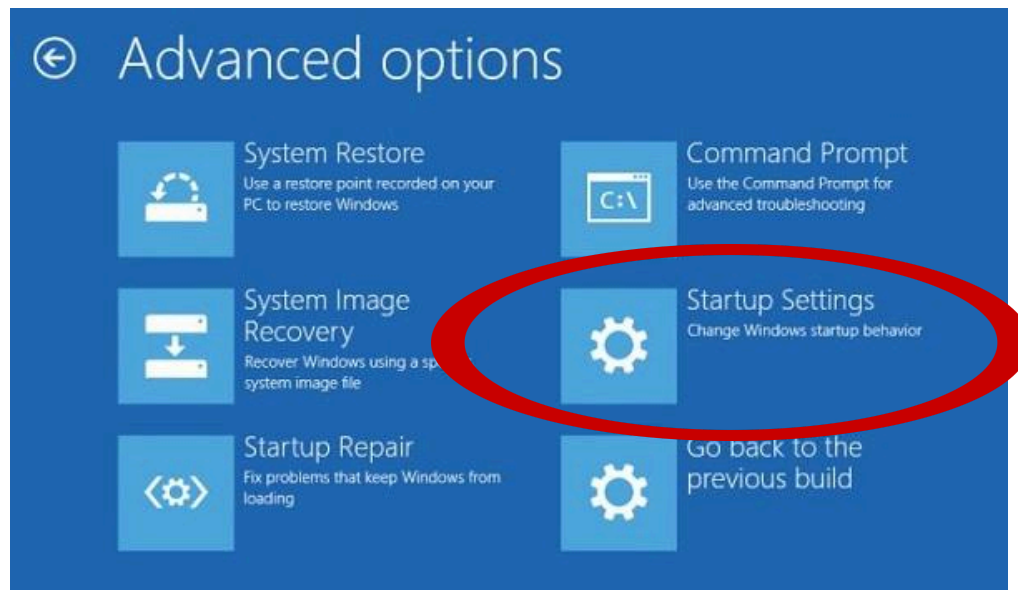 Advanced options
System Restore
Use a restore point recorded on your
PC to restore Windows
Command Prompt
Use the Command Prompt for
advanced troubleshooting
C:\
System Image
Recovery
Recover Windows using a
system image file
Startup Settings
Change Windows startup behavior
Startup Repair
Fix problems that keep Windows from
loading
Go back to the
previous build